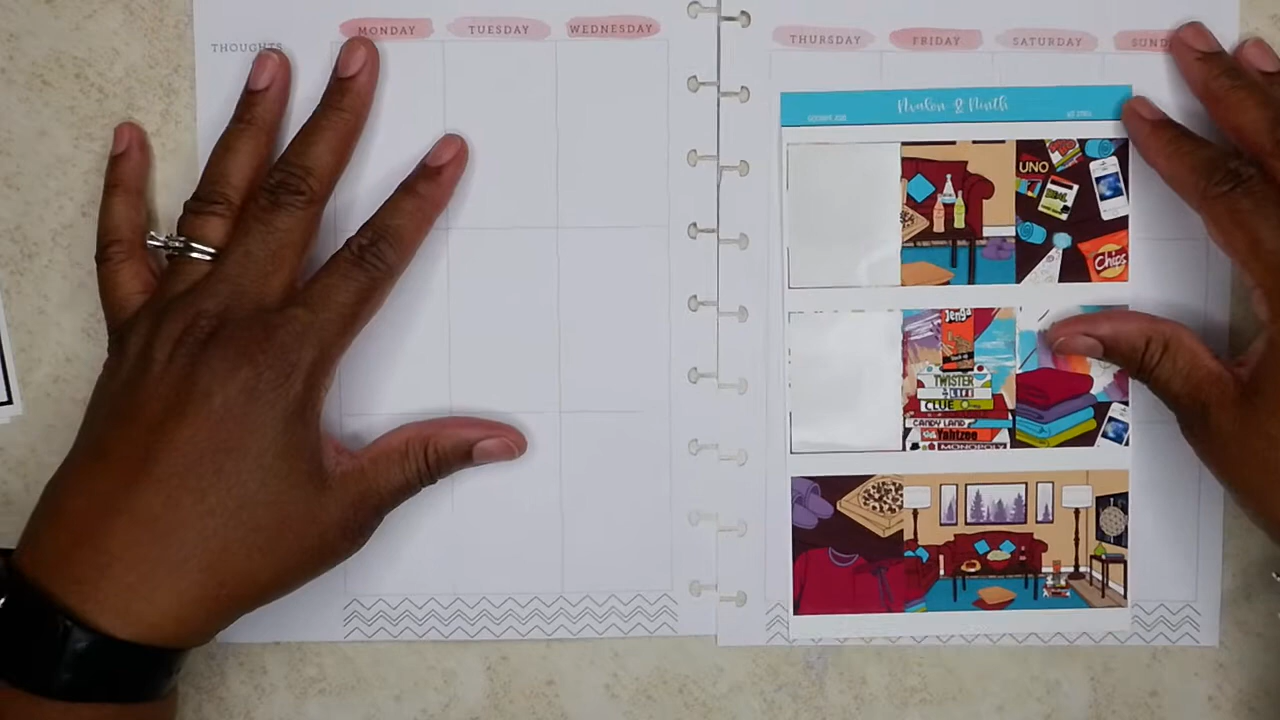 THOUGHTS
MONDAY
TUESDAY
WEDNESDAY
THURSDAY
FRIDAY
SATURDAY
Avalon & Ninth
UNO
Chips
Jenga
TWISTER
CLUE
CANDY LAND
Yahtzee
MONOPOLY